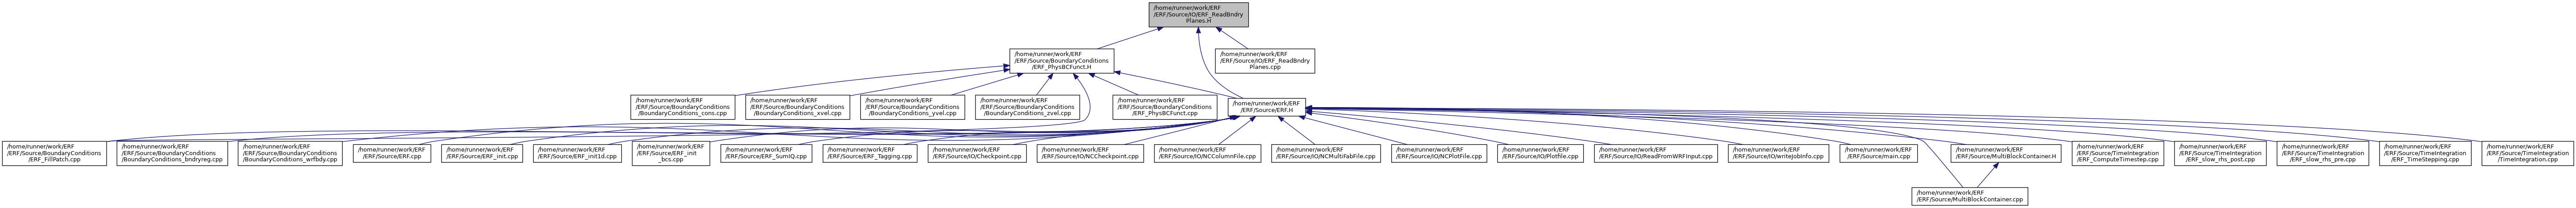 /home/runner/work/ERF
/ERF/Source/IO/ERF_ReadBndry
Planes.H
/home/runner/work/ERF
/ERF/Source/BoundaryConditions
/ERF_PhysBCFunct.H
/home/runner/work/ERF
/ERF/Source/IO/ERF_ReadBndry
Planes.cpp
/home/runner/work/ERF
/ERF/Source/BoundaryConditions
/BoundaryConditions_cons.cpp
/home/runner/work/ERF
/ERF/Source/BoundaryConditions
/BoundaryConditions_xvel.cpp
/home/runner/work/ERF
/ERF/Source/BoundaryConditions
/BoundaryConditions_yvel.cpp
/home/runner/work/ERF
/ERF/Source/BoundaryConditions
/BoundaryConditions_zvel.cpp
/home/runner/work/ERF
/ERF/Source/BoundaryConditions
/ERF_PhysBCFunct.cpp
/home/runner/work/ERF
/ERF/Source/ERF.H
/home/runner/work/ERF
/ERF/Source/BoundaryConditions
/ERF_FillPatch.cpp
/home/runner/work/ERF
/ERF/Source/BoundaryConditions
/BoundaryConditions_bndryreg.cpp
/home/runner/work/ERF
/ERF/Source/BoundaryConditions
/BoundaryConditions_wrfbdy.cpp
/home/runner/work/ERF
/ERF/Source/ERF.cpp
/home/runner/work/ERF
/ERF/Source/ERF_init.cpp
/home/runner/work/ERF
/ERF/Source/ERF_init1d.cpp
/home/runner/work/ERF
/ERF/Source/ERF_init
_bcs.cpp
/home/runner/work/ERF
/ERF/Source/ERF_SumIQ.cpp
/home/runner/work/ERF
/ERF/Source/ERF_Tagging.cpp
/home/runner/work/ERF
/ERF/Source/IO/Checkpoint.cpp
/home/runner/work/ERF
/ERF/Source/IO/NCCheckpoint.cpp
/home/runner/work/ERF
/ERF/Source/IO/NCColumnFile.cpp
/home/runner/work/ERF
/ERF/Source/IO/NCMultiFabFile.cpp
/home/runner/work/ERF
/ERF/Source/IO/NCPlotFile.cpp
/home/runner/work/ERF
/ERF/Source/IO/Plotfile.cpp
/home/runner/work/ERF
/ERF/Source/IO/ReadFromWRFInput.cpp
/home/runner/work/ERF
/ERF/Source/IO/writeJobInfo.cpp
/home/runner/work/ERF
/ERF/Source/main.cpp
/home/runner/work/ERF
/ERF/Source/MultiBlockContainer.H
/home/runner/work/ERF
/ERF/Source/TimeIntegration
/ERF_ComputeTimestep.cpp
/home/runner/work/ERF
/ERF/Source/TimeIntegration
/ERF_slow_rhs_post.cpp
/home/runner/work/ERF
/ERF/Source/TimeIntegration
/ERF_slow_rhs_pre.cpp
/home/runner/work/ERF
/ERF/Source/TimeIntegration
/ERF_TimeStepping.cpp
/home/runner/work/ERF
/ERF/Source/TimeIntegration
/TimeIntegration.cpp
/home/runner/work/ERF
/ERF/Source/MultiBlockContainer.cpp